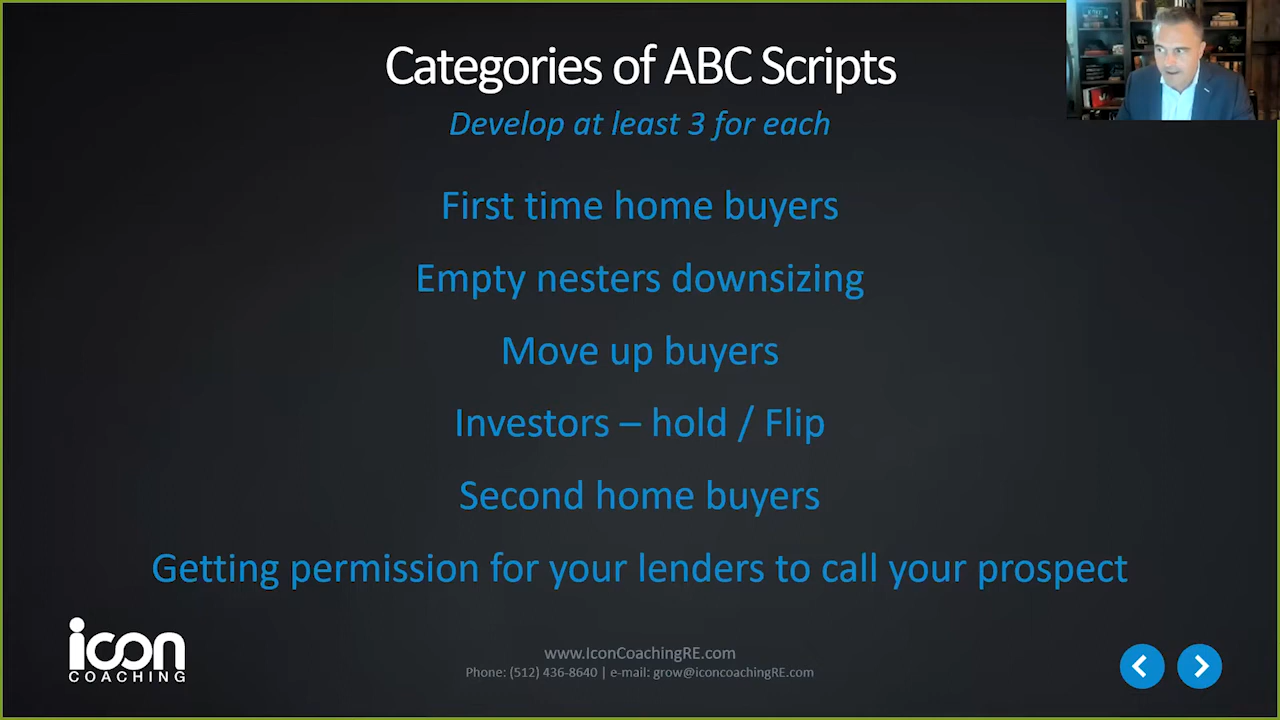 Categories of ABC Scripts
Develop at least 3 for each
First time home buyers
Empty nesters downsizing
Move up buyers
Investors – hold / Flip
Second home buyers
Getting permission for your lenders to call your prospect
icon
COACHING
www.IconCoachingRE.com
Phone: (512) 436-8640 | e-mail: grow@iconcoachingRE.com